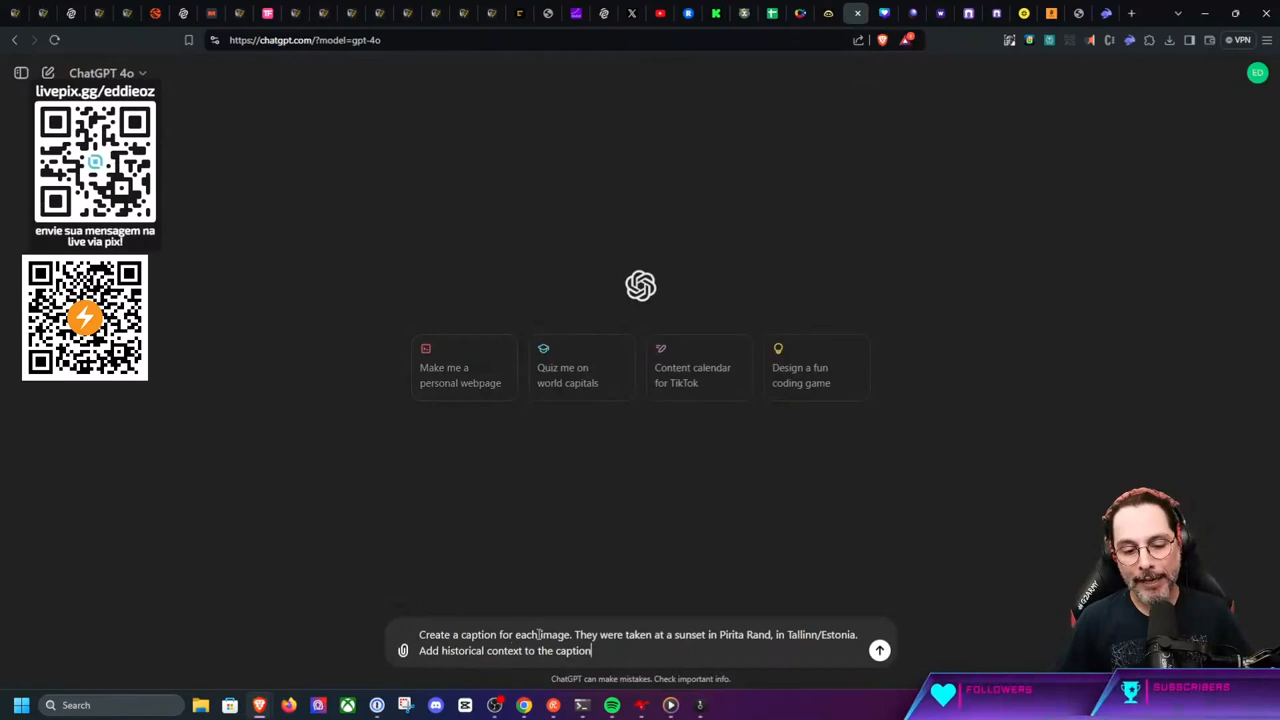 https://chatgpt.com/?model=gpt-4o
VPN
ChatGPT 4o
ED
livepix.gg/eddieoz
envie sua mensagem na
live via pix!
Make me a
personal webpage
Quiz me on
world capitals
Content calendar
for TikTok
Design a fun
coding game
Create a caption for each image. They were taken at a sunset in Pirita Rand, in Tallinn/Estonia.
Add historical context to the caption
ChatGPT can make mistakes. Check important info.
FOLLOWERS
SUBSCRIBERS
Search